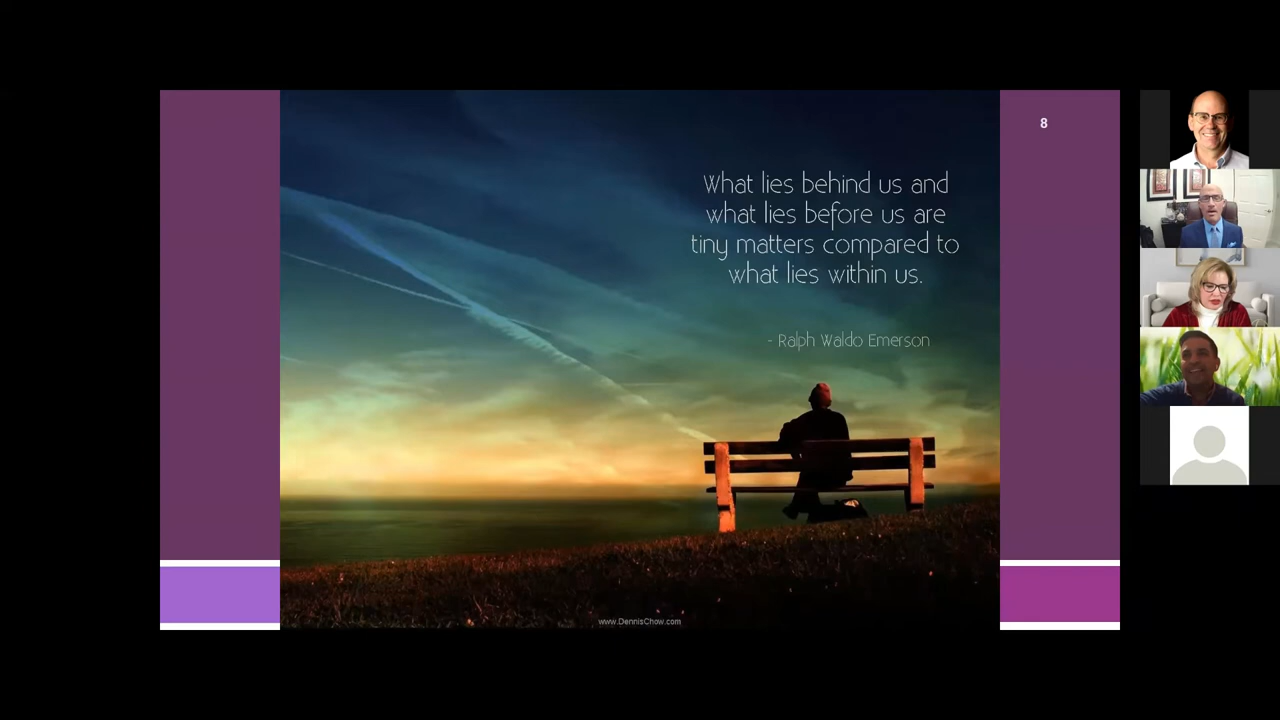 8
What lies behind us and
what lies before us are
tiny matters compared to
what lies within us.
- Ralph Waldo Emerson
www.DennisChow.com